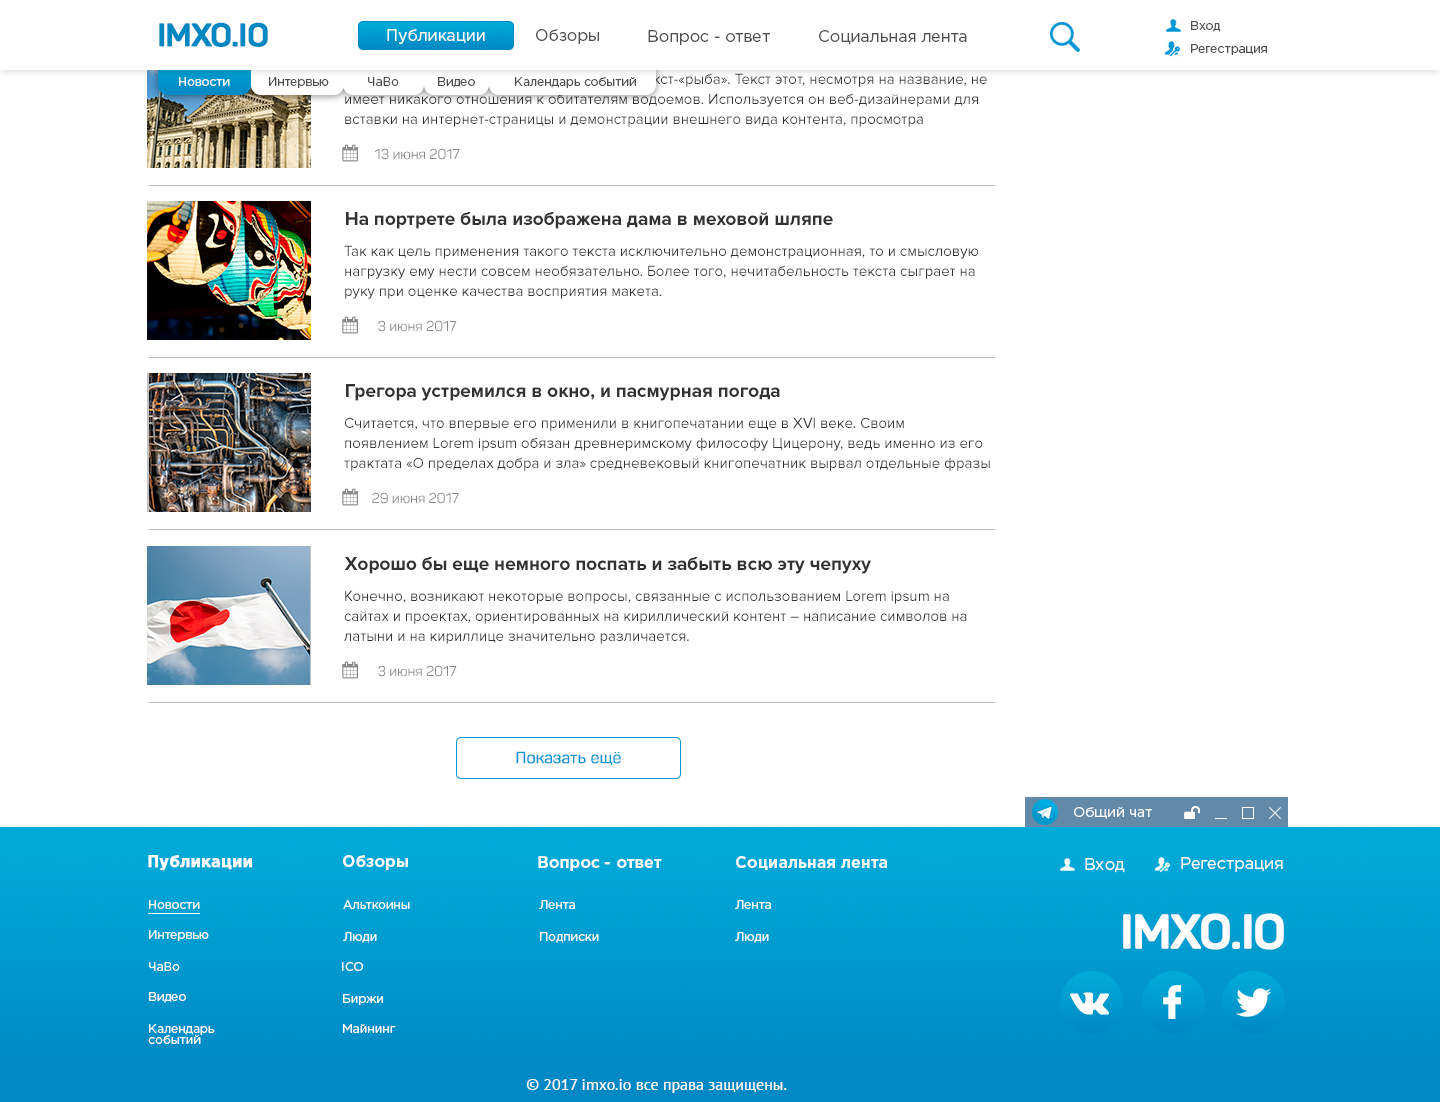 IMXO.IO
Публикации
Обзоры
Вопрос - ответ
Социальная лента
Вход
Регестрация
Новости
Интервью
ЧаВо
Видео
Календарь событий
кст-«рыба». Текст этот, несмотря на название, не
имеет никакого отношения к обитателям водоемов. Используется он веб-дизайнерами для
вставки на интернет-страницы и демонстрации внешнего вида контента, просмотра
13 июня 2017
На портрете была изображена дама в меховой шляпе
Так как цель применения такого текста исключительно демонстрационная, то и смысловую
нагрузку ему нести совсем необязательно. Более того, нечитабельность текста сыграет на
руку при оценке качества восприятия макета.
3 июня 2017
Грегора устремился в окно, и пасмурная погода
Считается, что впервые его применили в книгопечатании еще в XVI веке. Своим
появлением Lorem ipsum обязан древнеримскому философу Цицерону, ведь именно из его
трактата «О пределах добра и зла» средневековый книгопечатник вырвал отдельные фразы
29 июня 2017
Хорошо бы еще немного поспать и забыть всю эту чепуху
Конечно, возникают некоторые вопросы, связанные с использованием Lorem ipsum на
сайтах и проектах, ориентированных на кириллический контент – написание символов на
латыни и на кириллице значительно различается.
3 июня 2017
Показать ещё
Общий чат
Публикации
Новости
Интервью
ЧаВо
Видео
Календарь
событий
Обзоры
Альткоины
Люди
ICO
Биржи
Майнинг
Вопрос - ответ
Лента
Подписки
Социальная лента
Лента
Люди
Вход
Регестрация
IMXO.IO
© 2017 imxo.io все права защищены.